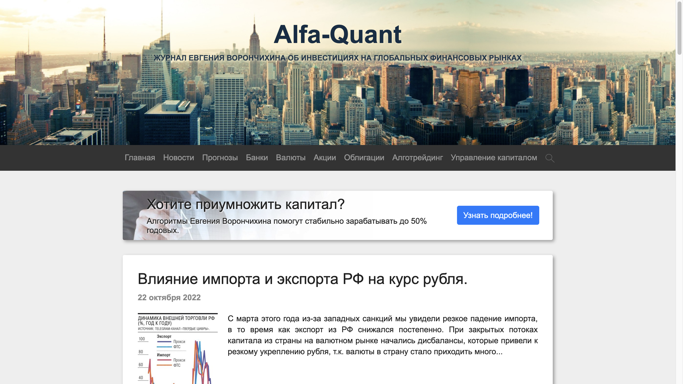 Alfa-Quant
ЖУРНАЛ ЕВГЕНИЯ ВОРОНЧИХИНА ОБ ИНВЕСТИЦИЯХ НА ГЛОБАЛЬНЫХ ФИНАНСОВЫХ РЫНКАХ
Главная Новости Прогнозы Банки Валюты Акции Облигации Алготрейдинг Управление капиталом
Хотите приумножить капитал?
Алгоритмы Евгения Ворончихина помогут стабильно зарабатывать до 50%
годовых.
Узнать подробнее!
Влияние импорта и экспорта РФ на курс рубля.
22 октября 2022
ДИНАМИКА ВНЕШНЕЙ ТОРГОВЛИ РФ
(%, ГОД К ГОДУ)
100
Экспорт
80
60
Импорт
40
20
С марта этого года из-за западных санкций мы увидели резкое падение импорта,
в то время как экспорт из РФ снижался постепенно. При закрытых потоках
капитала из страны на валютном рынке начались дисбалансы, которые привели к
резкому укреплению рубля, т.к. валюты в страну стало приходить много...